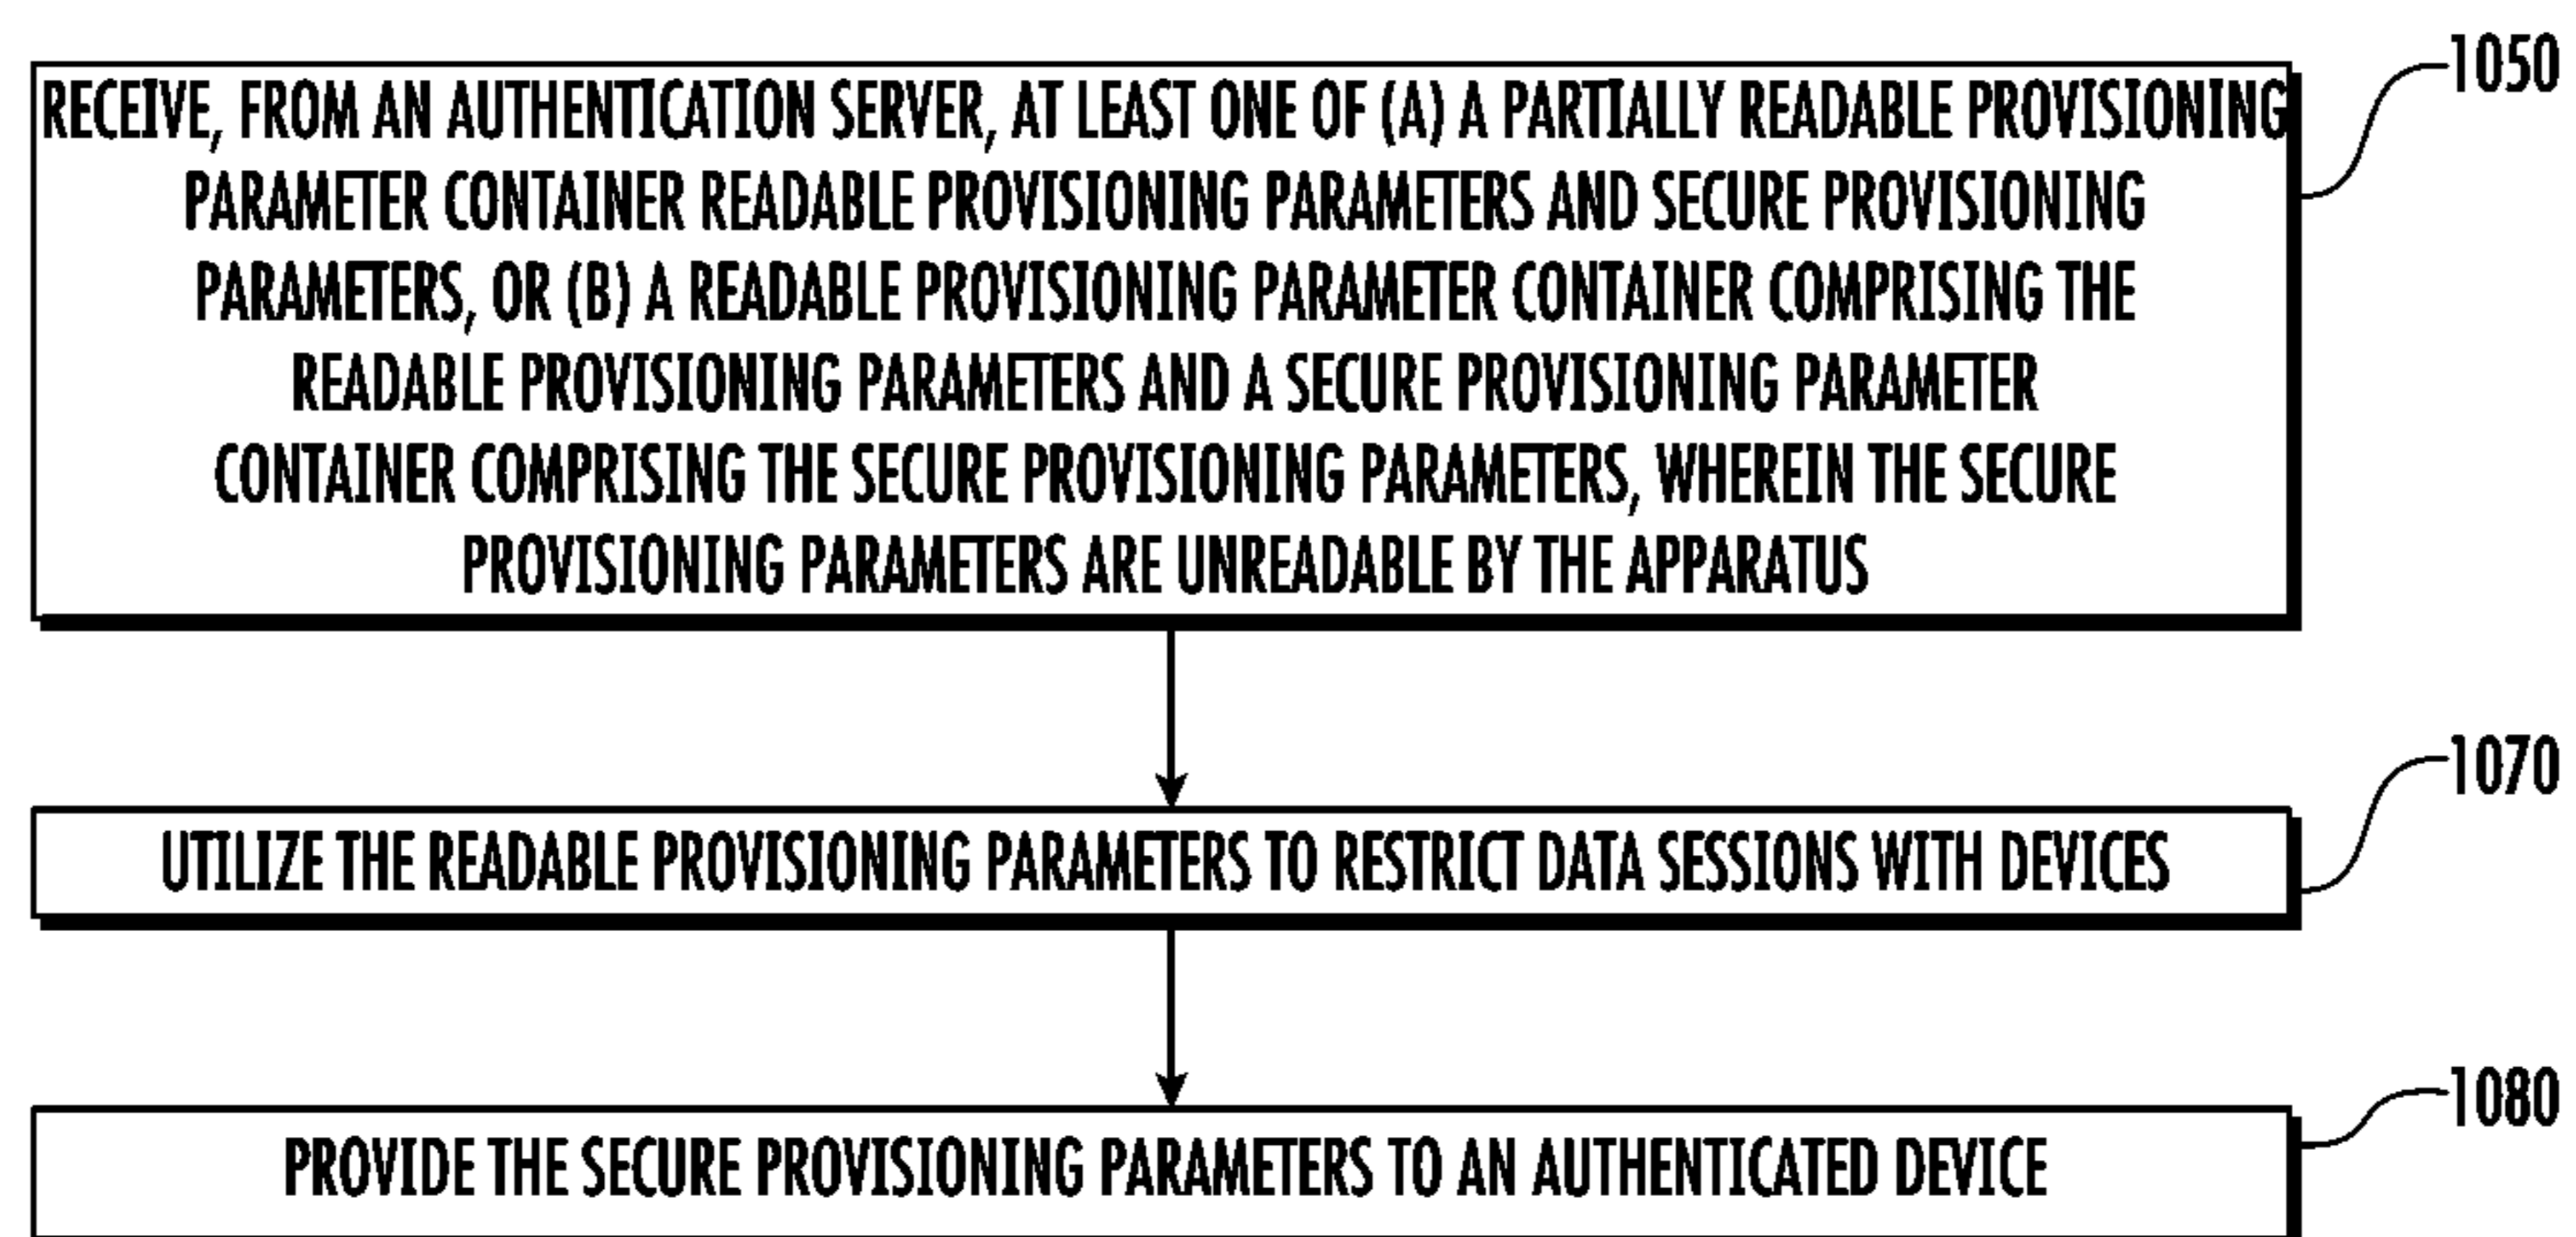 1050
RECEIVE, FROM AN AUTHENTICATION SERVER, AT LEAST ONE OF (A) A PARTIALLY READABLE PROVISIONING
PARAMETER CONTAINER READABLE PROVISIONING PARAMETERS AND SECURE PROVISIONING
PARAMETERS, OR (B) A READABLE PROVISIONING PARAMETER CONTAINER COMPRISING THE
READABLE PROVISIONING PARAMETERS AND A SECURE PROVISIONING PARAMETER
CONTAINER COMPRISING THE SECURE PROVISIONING PARAMETERS, WHEREIN THE SECURE
PROVISIONING PARAMETERS ARE UNREADABLE BY THE APPARATUS
1070
UTILIZE THE READABLE PROVISIONING PARAMETERS TO RESTRICT DATA SESSIONS WITH DEVICES
1080
PROVIDE THE SECURE PROVISIONING PARAMETERS TO AN AUTHENTICATED DEVICE